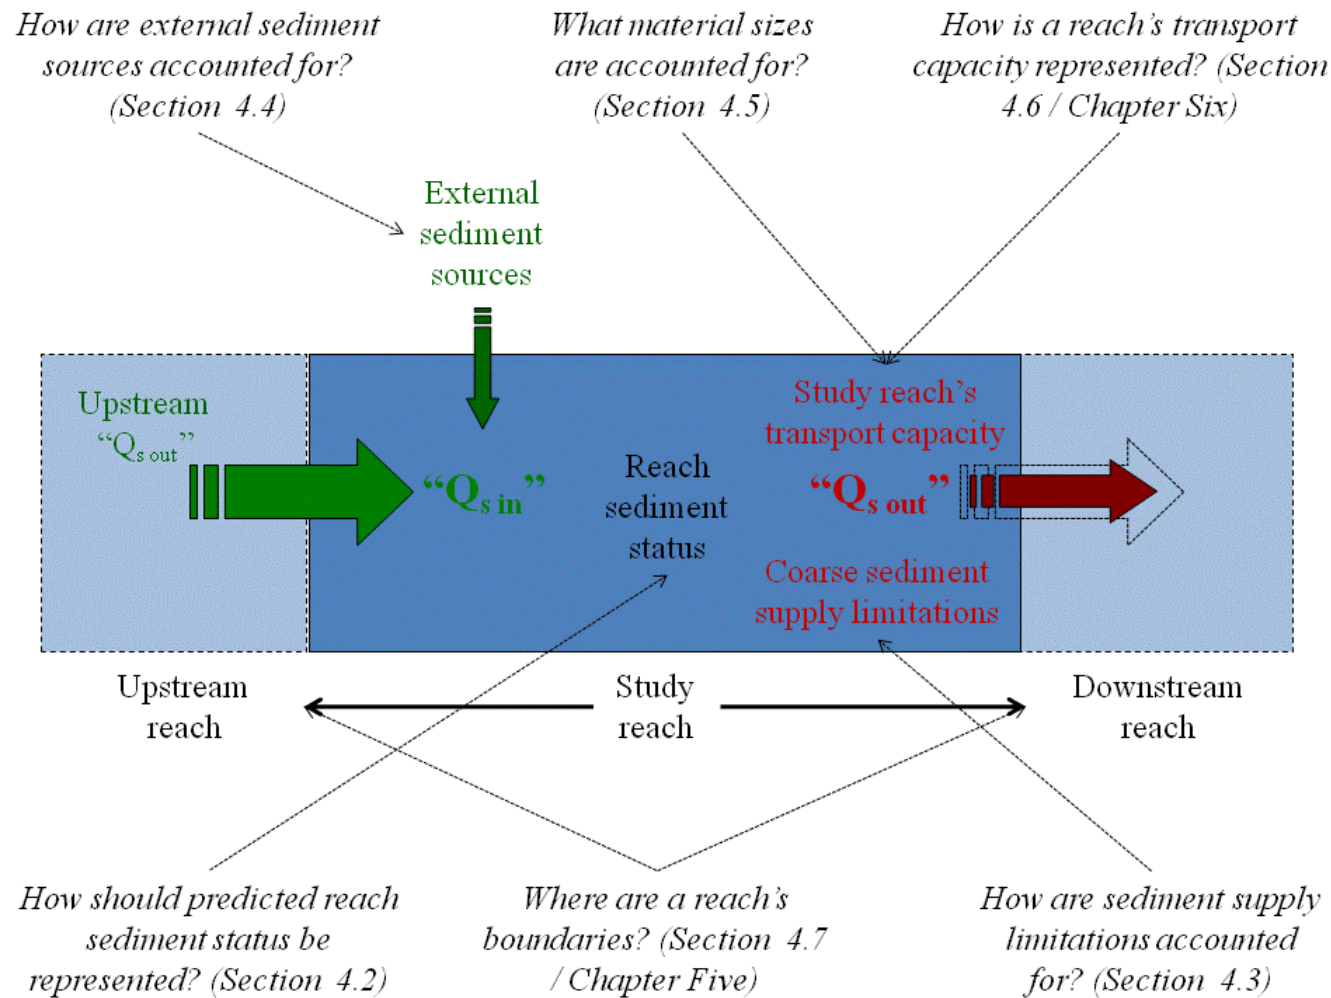 How are external sediment
sources accounted for?
(Section 4.4)
What material sizes
are accounted for?
(Section 4.5)
How is a reach's transport
capacity represented? (Section
4.6 / Chapter Six)
External
sediment
sources
Upstream
“Qs out”
“Qs in”
Reach
sediment
status
Study reach's
transport capacity
“Qs out”
Coarse sediment
supply limitations
Upstream
reach
Study
reach
Downstream
reach
How should predicted reach
sediment status be
represented? (Section 4.2)
Where are a reach's
boundaries? (Section 4.7
/ Chapter Five)
How are sediment supply
limitations accounted
for? (Section 4.3)